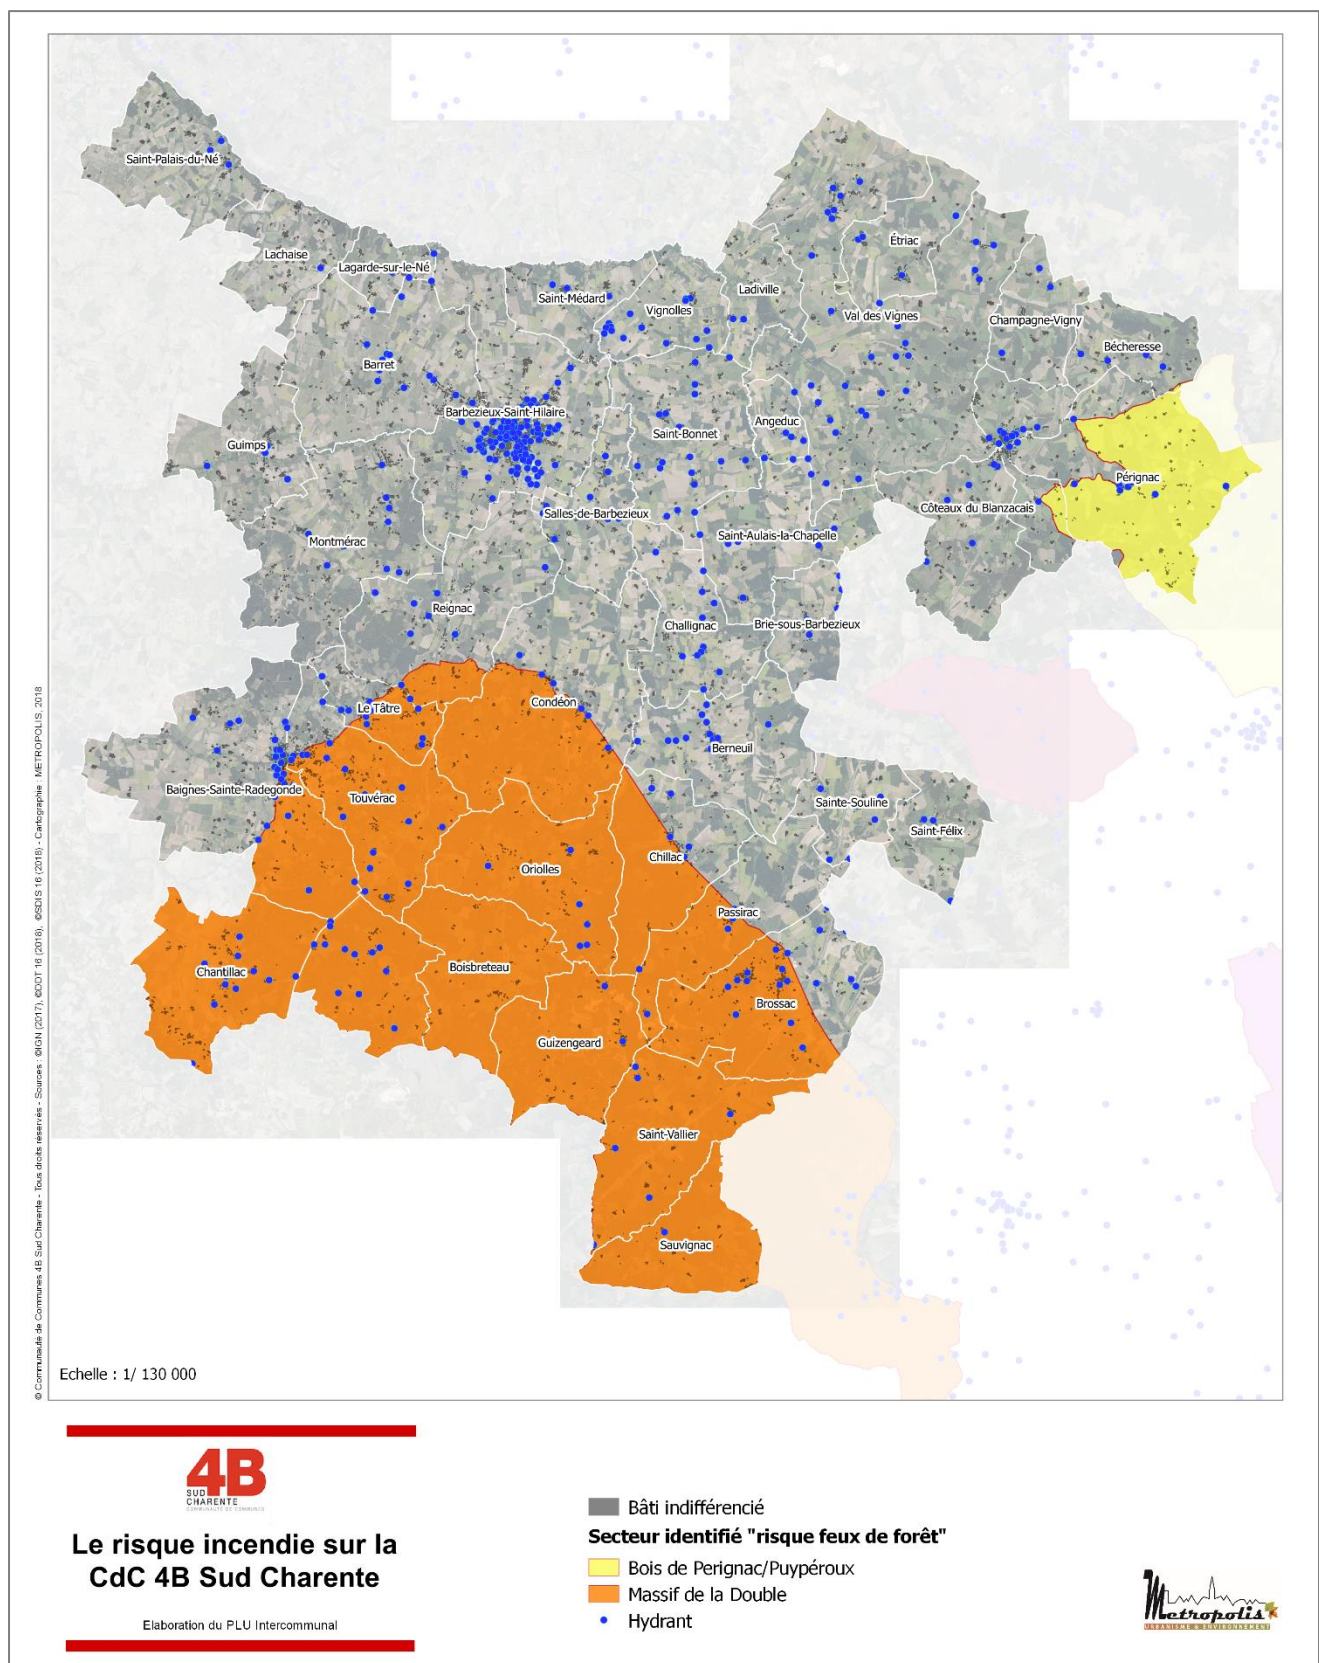 Saint-Palais-du-Né
Lachaise
Lagarde-sur-le-Né
Saint-Médard
Vignolles
Ladiville
Étriac
Val des Vignes
Champagne-Vigny
Bécheresse
Barret
Barbezieux-Saint-Hilaire
Guimps
Saint-Bonnet
Angeduc
Pérignac
Côteaux du Blanzacais
Salles-de-Barbezieux
Saint-Aulais-la-Chapelle
Montmérac
Reignac
Challignac
Brie-sous-Barbezieux
Condéon
Le Tâtre
Berneuil
Baignes-Sainte-Radegonde
Touvérac
Sainte-Souline
Saint-Félix
Chillac
Oriolles
Passirac
Chantillac
Boisbreteau
Brossac
Guizengeard
Saint-Vallier
Sauvignac
© Communauté de Communes 4B Sud Charente - Tous droits réservés - Sources : ©IGN (2017), ©DDT 16 (2018), ©SDIS 16 (2018) - Cartographie : METROPOLIS, 2018
Echelle : 1/ 130 000
4B
SUD
CHARENTE
COMMUNAUTÉ DE COMMUNES
Le risque incendie sur la
CdC 4B Sud Charente
Elaboration du PLU Intercommunal
Bâti indifférencié
Secteur identifié "risque feux de forêt"
Bois de Perignac/Puypéroux
Massif de la Double
Hydrant
Metropolis
URBANISME & ENVIRONNEMENT